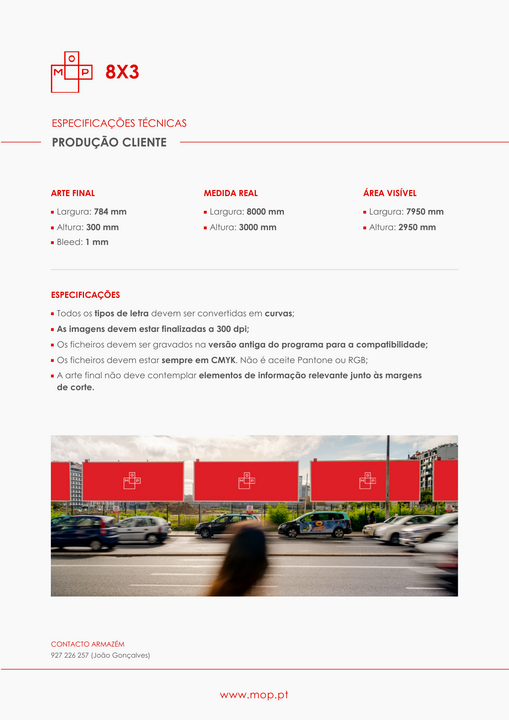 M O P
8X3
ESPECIFICAÇÕES TÉCNICAS
PRODUÇÃO CLIENTE
ARTE FINAL
Largura: 784 mm
Altura: 300 mm
Bleed: 1 mm
MEDIDA REAL
Largura: 8000 mm
Altura: 3000 mm
ÁREA VISÍVEL
Largura: 7950 mm
Altura: 2950 mm
ESPECIFICAÇÕES
Todos os tipos de letra devem ser convertidas em curvas;
As imagens devem estar finalizadas a 300 dpi;
Os ficheiros devem ser gravados na versão antiga do programa para a compatibilidade;
Os ficheiros devem estar sempre em CMYK. Não é aceite Pantone ou RGB;
A arte final não deve contemplar elementos de informação relevante junto às margens
de corte.
M O P
M O P
M O P
CONTACTO ARMAZÉM
927 226 257 (João Gonçalves)
www.mop.pt